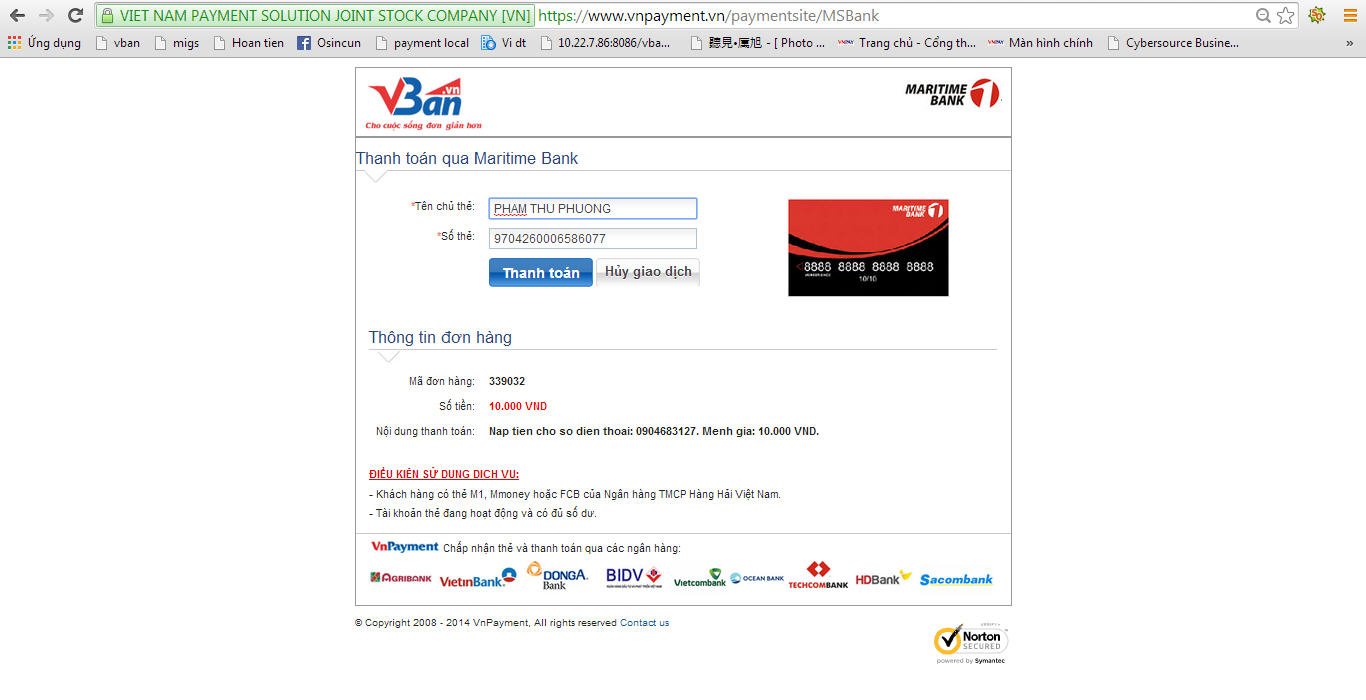 VIET NAM PAYMENT SOLUTION JOINT STOCK COMPANY [VN] https://www.vnpayment.vn/paymentsite/MSBank
Ứng dụng vban migs Hoan tien Osincun payment local Vi dt 10.22.7.86:8086/vba... 聽見•厲旭 - [ Photo ... Trang chủ - Cổng th... Màn hình chính Cybersource Busine... »
VBan.vn
Cho cuộc sống đơn giản hơn
MARITIME BANK
Thanh toán qua Maritime Bank
*Tên chủ thẻ: PHAM THU PHUONG
*Số thẻ: 9704260006586077
Thanh toán Hủy giao dịch
MARITIME BANK
8888 8888 8888 8888
10/10
Thông tin đơn hàng
Mã đơn hàng: 339032
Số tiền: 10.000 VND
Nội dung thanh toán: Nap tien cho so dien thoai: 0904683127. Menh gia: 10.000 VND.
ĐIỀU KIỆN SỬ DỤNG DỊCH VỤ:
- Khách hàng có thẻ M1, Mmoney hoặc FCB của Ngân hàng TMCP Hàng Hải Việt Nam.
- Tài khoản thẻ đang hoạt động và có đủ số dư.
VnPayment Chấp nhận thẻ và thanh toán qua các ngân hàng:
AGRIBANK VietinBank DONGA Bank BIDV Vietcombank OCEAN BANK TECHCOMBANK HDBank Sacombank
© Copyright 2008 - 2014 VnPayment, All rights reserved Contact us
Norton
SECURED
powered by Symantec